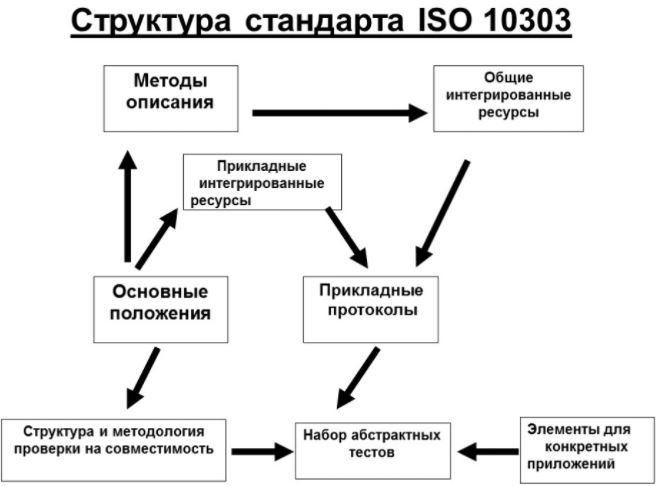 Структура стандарта ISO 10303
Методы
описания
Общие
интегрированные
ресурсы
Прикладные
интегрированные
ресурсы
Основные
положения
Прикладные
протоколы
Структура и методология
проверки на совместимость
Набор абстрактных
тестов
Элементы для
конкретных
приложений